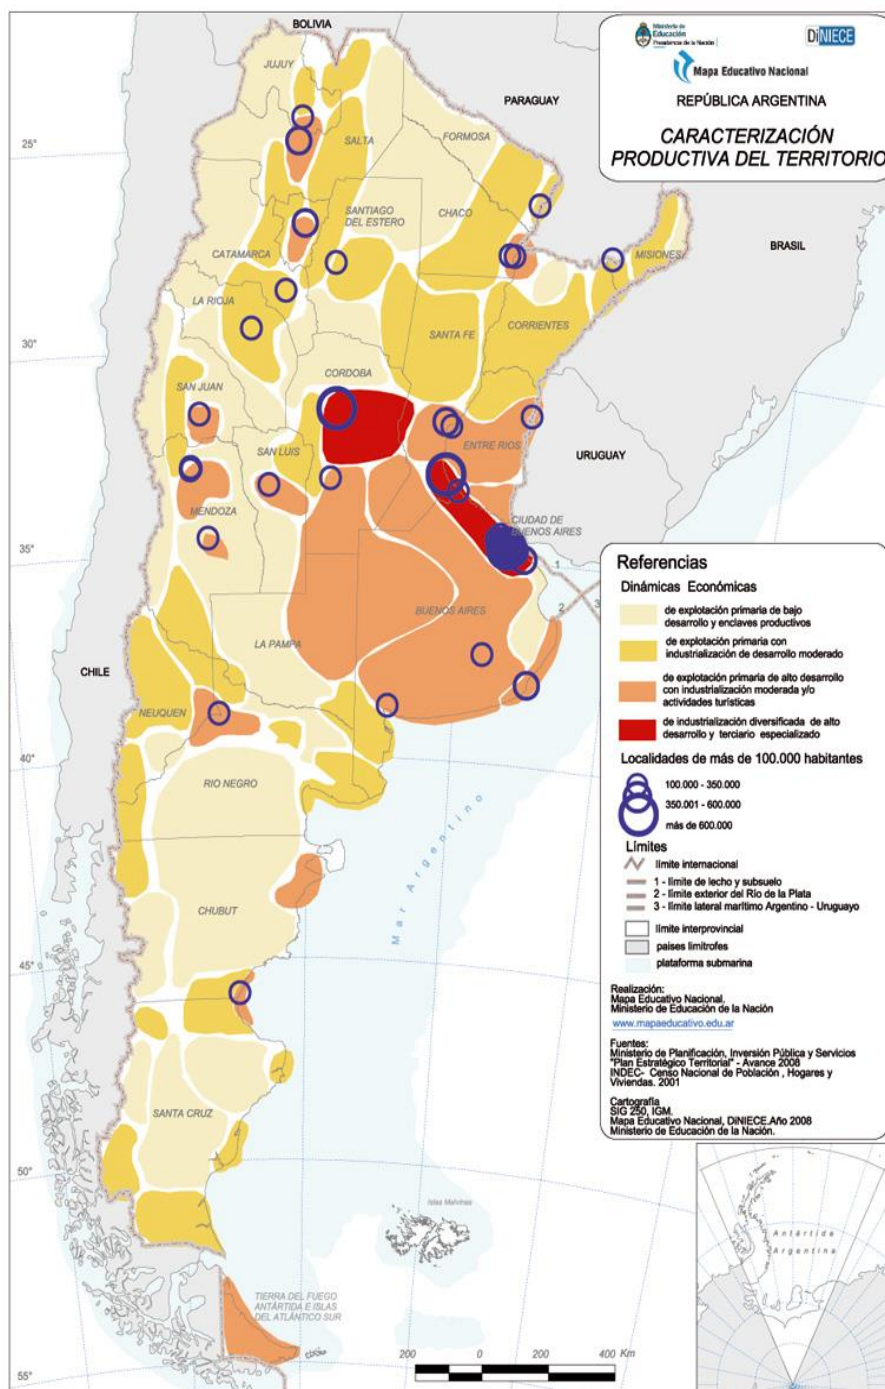 Ministerio de
Educación
Presidencia de la Nación
DiNIECE
Mapa Educativo Nacional
REPÚBLICA ARGENTINA
CARACTERIZACIÓN
PRODUCTIVA DEL TERRITORIO
BOLIVIA
PARAGUAY
BRASIL
URUGUAY
CHILE
JUJUY
SALTA
FORMOSA
CHACO
SANTIAGO
DEL ESTERO
CATAMARCA
MISIONES
LA RIOJA
SANTA FE
CORRIENTES
CORDOBA
SAN JUAN
SAN LUIS
ENTRE RIOS
MENDOZA
CIUDAD DE
BUENOS AIRES
BUENOS AIRES
LA PAMPA
NEUQUEN
RIO NEGRO
CHUBUT
SANTA CRUZ
TIERRA DEL FUEGO
ANTÁRTIDA E ISLAS
DEL ATLÁNTICO SUR
Mar Argentino
Islas Malvinas
25°
30°
35°
40°
45°
50°
55°
1
2
3
Referencias
Dinámicas Económicas
de explotación primaria de bajo
desarrollo y enclaves productivos
de explotación primaria con
industrialización de desarrollo moderado
de explotación primaria de alto desarrollo
con industrialización moderada y/o
actividades turísticas
de industrialización diversificada de alto
desarrollo y terciario especializado
Localidades de más de 100.000 habitantes
100.000 - 350.000
350.001 - 600.000
más de 600.000
Límites
límite internacional
1 - límite de lecho y subsuelo
2 - límite exterior del Río de la Plata
3 - límite lateral marítimo Argentino - Uruguayo
límite interprovincial
paises limítrofes
plataforma submarina
Realización:
Mapa Educativo Nacional.
Ministerio de Educación de la Nación
www.mapaeducativo.edu.ar
Fuentes:
Ministerio de Planificación, Inversión Pública y Servicios
"Plan Estratégico Territorial" - Avance 2008
INDEC- Censo Nacional de Población , Hogares y
Viviendas. 2001
Cartografía
SIG 250, IGM.
Mapa Educativo Nacional, DiNIECE.Año 2008
Ministerio de Educación de la Nación.
Antártida
Argentina
200 0 200 400 Km